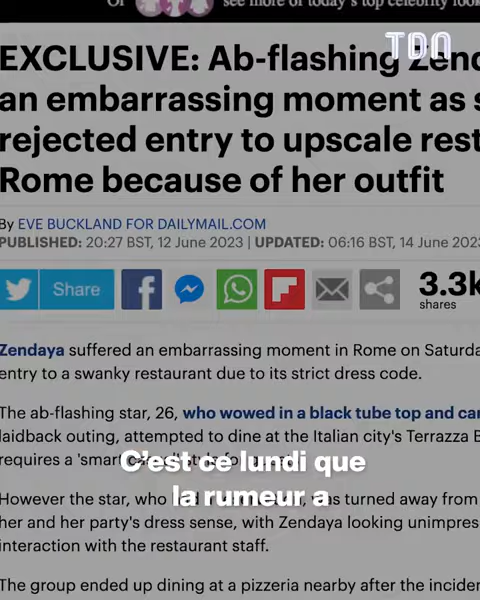 see more of today's top celebrity look
TDN
EXCLUSIVE: Ab-flashing Zend
an embarrassing moment as s
rejected entry to upscale rest
Rome because of her outfit
By EVE BUCKLAND FOR DAILYMAIL.COM
PUBLISHED: 20:27 BST, 12 June 2023 | UPDATED: 06:16 BST, 14 June 2023
Share
3.3k
shares
Zendaya suffered an embarrassing moment in Rome on Saturda
entry to a swanky restaurant due to its strict dress code.
The ab-flashing star, 26, who wowed in a black tube top and car
laidback outing, attempted to dine at the Italian city's Terrazza B
requires a 'smart
C'est ce lundi que
la rumeur a
However the star, who was turned away from
her and her party's dress sense, with Zendaya looking unimpres
interaction with the restaurant staff.
The group ended up dining at a pizzeria nearby after the inciden